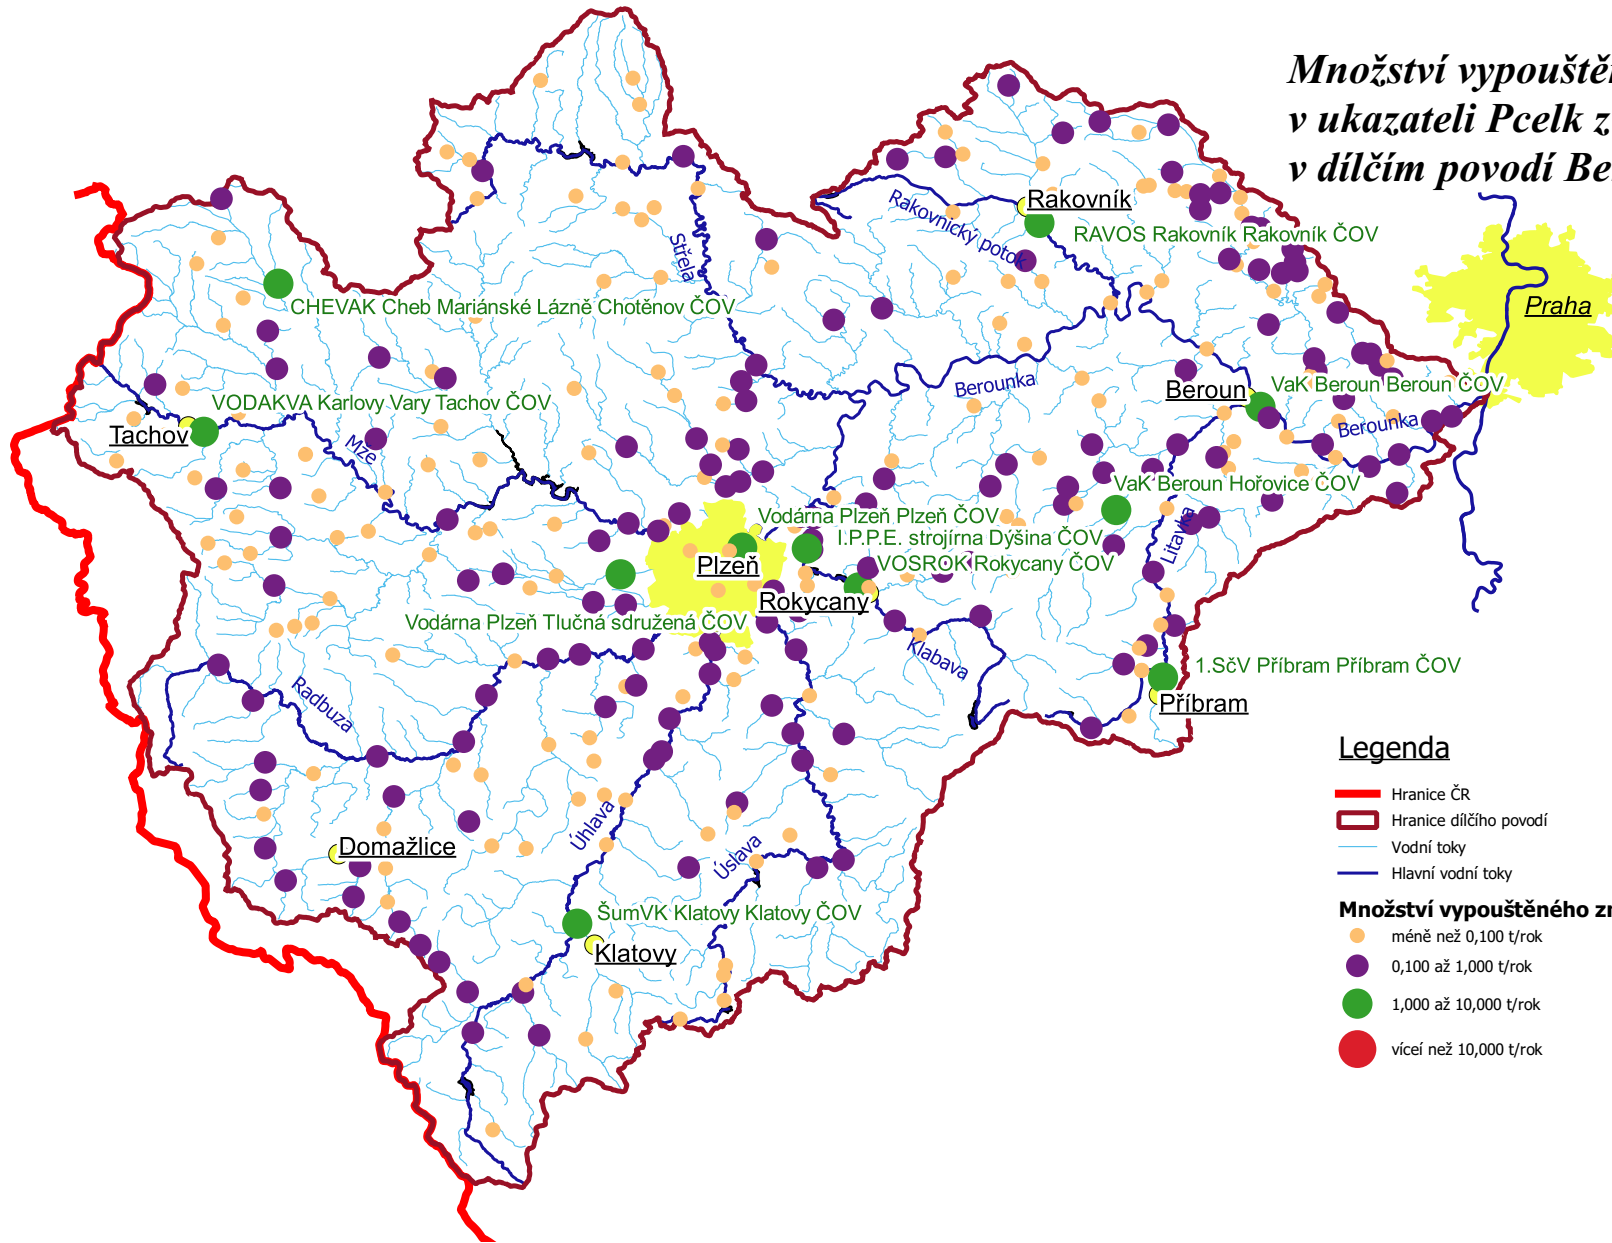 Množství vypouštěn
v ukazateli Pcelk z
v dílčím povodí Be
Rakovník
Rakovnický potok
RAVOS Rakovník Rakovník ČOV
Střela
CHEVAK Cheb Mariánské Lázně Chotěnov ČOV
Praha
Berounka
Beroun
VaK Beroun Beroun ČOV
VODAKVA Karlovy Vary Tachov ČOV
Tachov
Mže
Berounka
VaK Beroun Hořovice ČOV
Vodárna Plzeň Plzeň ČOV
I.P.P.E. strojírna Dýšina ČOV
Litavka
Plzeň
VOSROK Rokycany ČOV
Rokycany
Vodárna Plzeň Tlučná sdružená ČOV
Klabava
1.SčV Příbram Příbram ČOV
Radbuza
Příbram
Úhlava
Domažlice
Úslava
ŠumVK Klatovy Klatovy ČOV
Klatovy
Legenda
Hranice ČR
Hranice dílčího povodí
Vodní toky
Hlavní vodní toky
Množství vypouštěného zn
méně než 0,100 t/rok
0,100 až 1,000 t/rok
1,000 až 10,000 t/rok
víceí než 10,000 t/rok